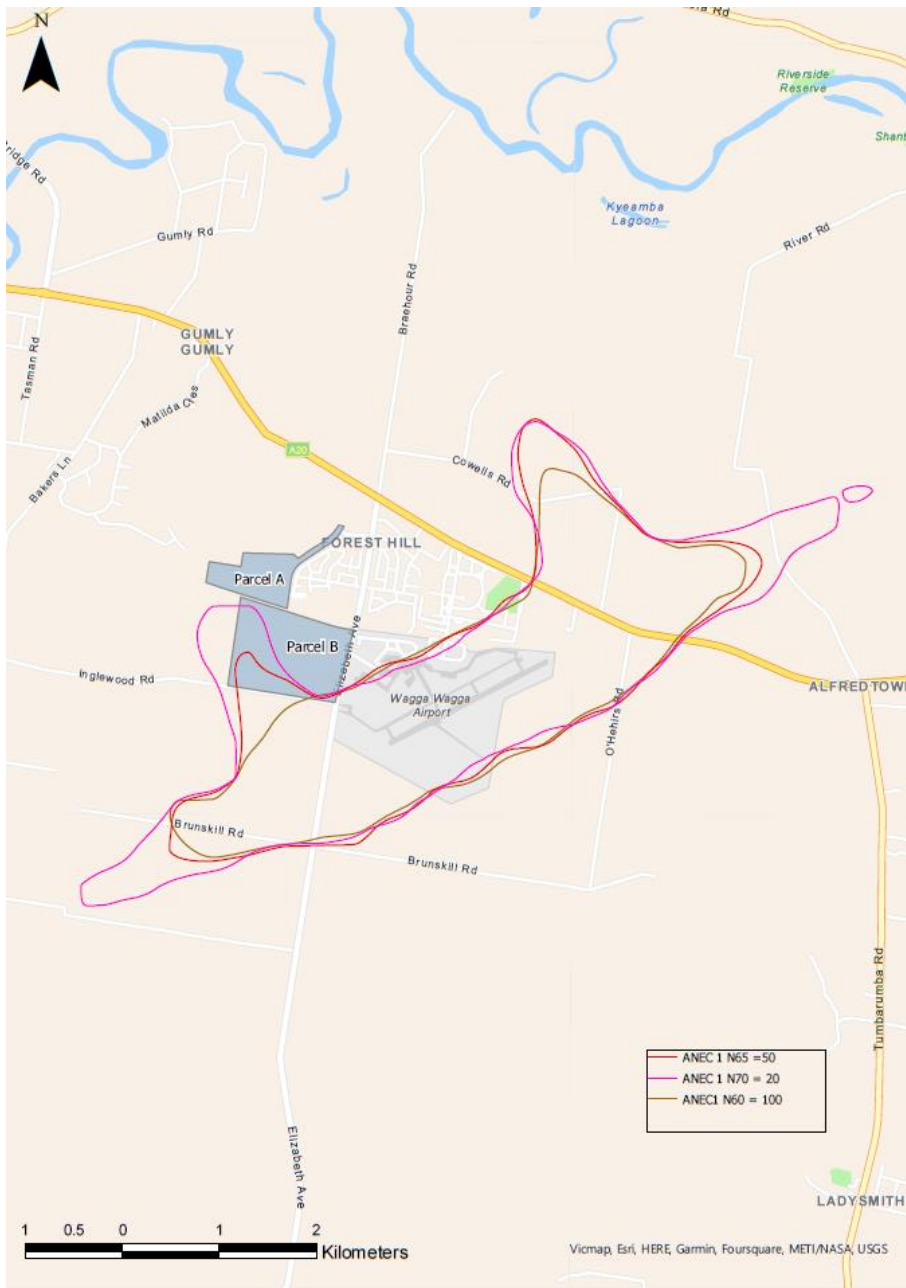 N
Riverside
Reserve
Shant
Kyeamba
Lagoon
River Rd
Gumly Rd
Braehour Rd
GUMLY
GUMLY
Tasman Rd
Matilda Cres
Bakers Ln
A20
Cowells Rd
FOREST HILL
Parcel A
Parcel B
Elizabeth Ave
Inglewood Rd
Wagga Wagga
Airport
O'Hehirs Rd
ALFREDTOWN
Brunskill Rd
Brunskill Rd
Tumbarumba Rd
ANEC 1 N65 =50
ANEC 1 N70 = 20
ANEC1 N60 = 100
Elizabeth Ave
LADYSMITH
1 0.5 0 1 2
Kilometers
Vicmap, Esri, HERE, Garmin, Foursquare, METI/NASA, USGS